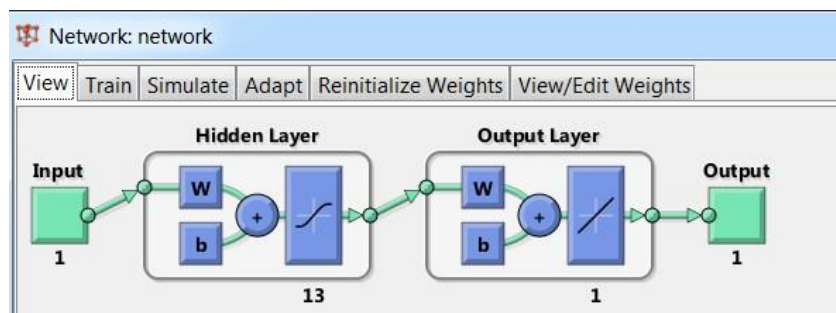 Network: network
View Train Simulate Adapt Reinitialize Weights View/Edit Weights
Hidden Layer Output Layer
Input Output
W W
+ +
b b
1 1
13 1